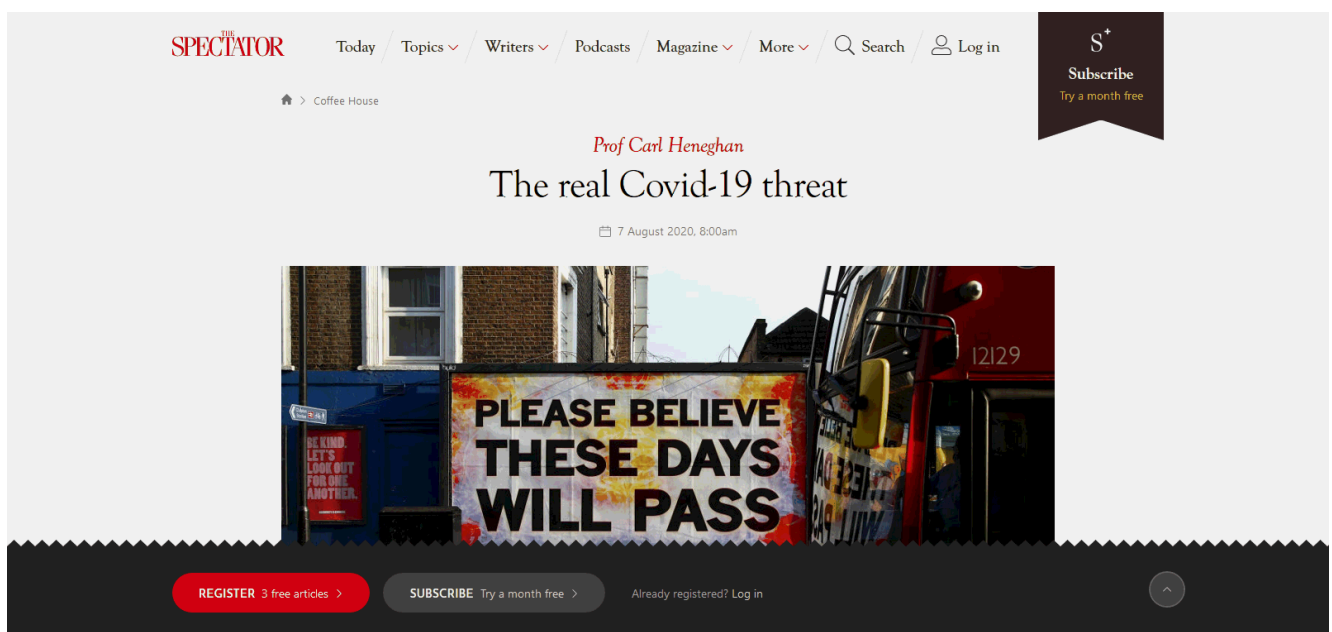 THE
SPECTATOR
Today
Topics
Writers
Podcasts
Magazine
More
Search
Log in
S+
Subscribe
Try a month free
Coffee House
Prof Carl Heneghan
The real Covid-19 threat
7 August 2020, 8:00am
12129
PLEASE BELIEVE
THESE DAYS
WILL PASS
BE KIND.
LET'S
LOOK OUT
FOR ONE
ANOTHER.
REGISTER 3 free articles >
SUBSCRIBE Try a month free >
Already registered? Log in